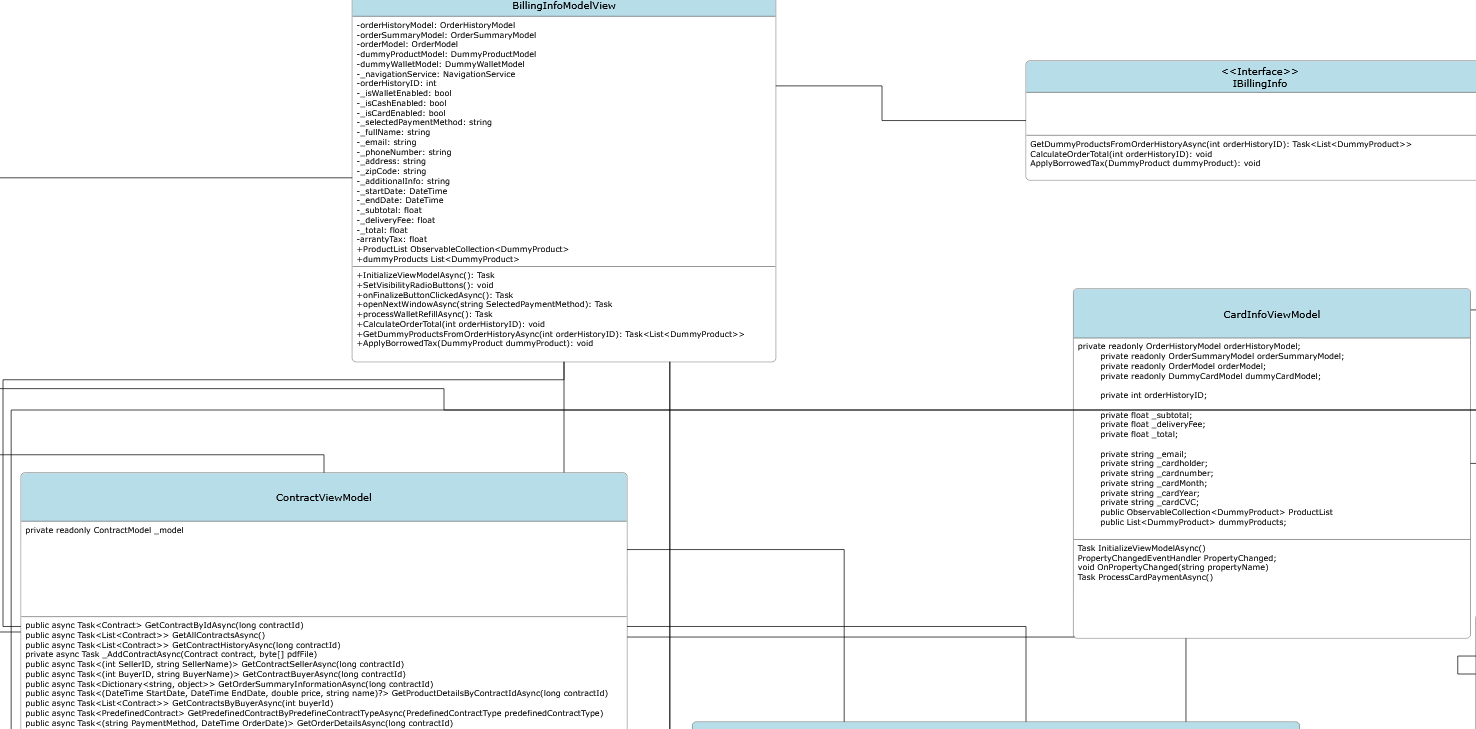 BillingInfoModelView
-orderHistoryModel: OrderHistoryModel
-orderSummaryModel: OrderSummaryModel
-orderModel: OrderModel
-dummyProductModel: DummyProductModel
-dummyWalletModel: DummyWalletModel
-_navigationService: NavigationService
-orderHistoryID: int
-_isWalletEnabled: bool
-_isCashEnabled: bool
-_isCardEnabled: bool
-_selectedPaymentMethod: string
-_fullName: string
-_email: string
-_phoneNumber: string
-_address: string
-_zipCode: string
-_additionalInfo: string
-_startDate: DateTime
-_endDate: DateTime
-_subtotal: float
-_deliveryFee: float
-_total: float
-arrantyTax: float
+ProductList ObservableCollection<DummyProduct>
+dummyProducts List<DummyProduct>
+InitializeViewModelAsync(): Task
+SetVisibilityRadioButtons(): void
+onFinalizeButtonClickedAsync(): Task
+openNextWindowAsync(string SelectedPaymentMethod): Task
+processWalletRefillAsync(): Task
+CalculateOrderTotal(int orderHistoryID): void
+GetDummyProductsFromOrderHistoryAsync(int orderHistoryID): Task<List<DummyProduct>>
+ApplyBorrowedTax(DummyProduct dummyProduct): void
<<Interface>>
IBillingInfo
GetDummyProductsFromOrderHistoryAsync(int orderHistoryID): Task<List<DummyProduct>>
CalculateOrderTotal(int orderHistoryID): void
ApplyBorrowedTax(DummyProduct dummyProduct): void
CardInfoViewModel
private readonly OrderHistoryModel orderHistoryModel;
private readonly OrderSummaryModel orderSummaryModel;
private readonly OrderModel orderModel;
private readonly DummyCardModel dummyCardModel;
private int orderHistoryID;
private float _subtotal;
private float _deliveryFee;
private float _total;
private string _email;
private string _cardholder;
private string _cardnumber;
private string _cardMonth;
private string _cardYear;
private string _cardCVC;
public ObservableCollection<DummyProduct> ProductList
public List<DummyProduct> dummyProducts;
Task InitializeViewModelAsync()
PropertyChangedEventHandler PropertyChanged;
void OnPropertyChanged(string propertyName)
Task ProcessCardPaymentAsync()
ContractViewModel
private readonly ContractModel _model
public async Task<Contract> GetContractByIdAsync(long contractId)
public async Task<List<Contract>> GetAllContractsAsync()
public async Task<List<Contract>> GetContractHistoryAsync(long contractId)
private async Task _AddContractAsync(Contract contract, byte[] pdfFile)
public async Task<(int SellerID, string SellerName)> GetContractSellerAsync(long contractId)
public async Task<(int BuyerID, string BuyerName)> GetContractBuyerAsync(long contractId)
public async Task<Dictionary<string, object>> GetOrderSummaryInformationAsync(long contractId)
public async Task<(DateTime StartDate, DateTime EndDate, double price, string name)?> GetProductDetailsByContractIdAsync(long contractId)
public async Task<List<Contract>> GetContractsByBuyerAsync(int buyerId)
public async Task<PredefinedContract> GetPredefinedContractByPredefineContractTypeAsync(PredefinedContractType predefinedContractType)
public async Task<(string PaymentMethod, DateTime OrderDate)> GetOrderDetailsAsync(long contractId)